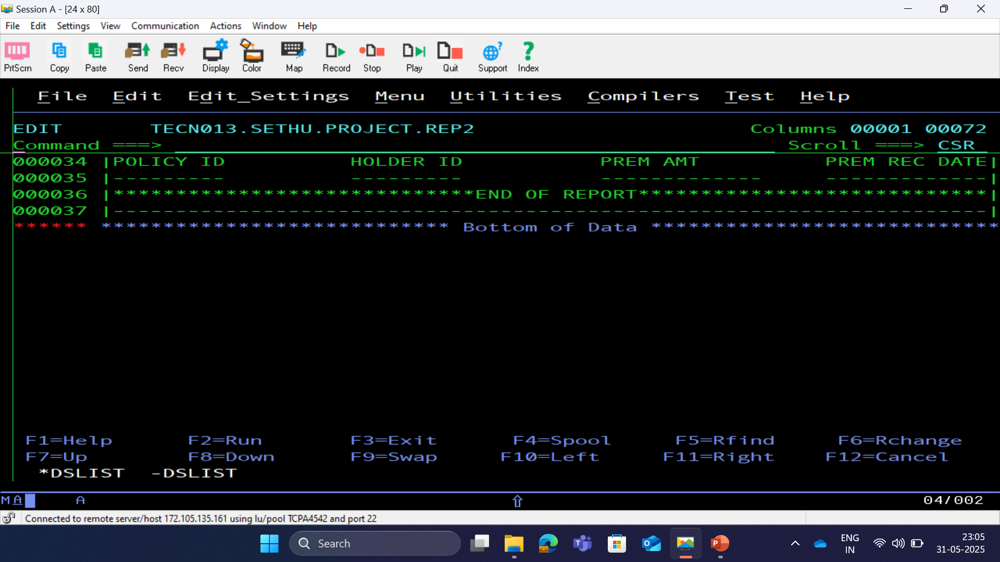 Session A - [24 x 80]
File Edit Settings View Communication Actions Window Help
PrtScrn Copy Paste Send Recv Display Color Map Record Stop Play Quit Support Index
File Edit Edit_Settings Menu Utilities Compilers Test Help
EDIT TECN013.SETHU.PROJECT.REP2 Columns 00001 00072
Command ===> Scroll ===> CSR
000034 |POLICY ID HOLDER ID PREM AMT PREM REC DATE|
000035 |--------- --------- ------------- -------------|
000036 |*****************************END OF REPORT****************************|
000037 |----------------------------------------------------------------------|
****** **************************** Bottom of Data ****************************
F1=Help F2=Run F3=Exit F4=Spool F5=Rfind F6=Rchange
F7=Up F8=Down F9=Swap F10=Left F11=Right F12=Cancel
*DSLIST -DSLIST
MA A 04/002
Connected to remote server/host 172.105.135.161 using lu/pool TCPA4542 and port 22
Search
ENG
IN
23:05
31-05-2025